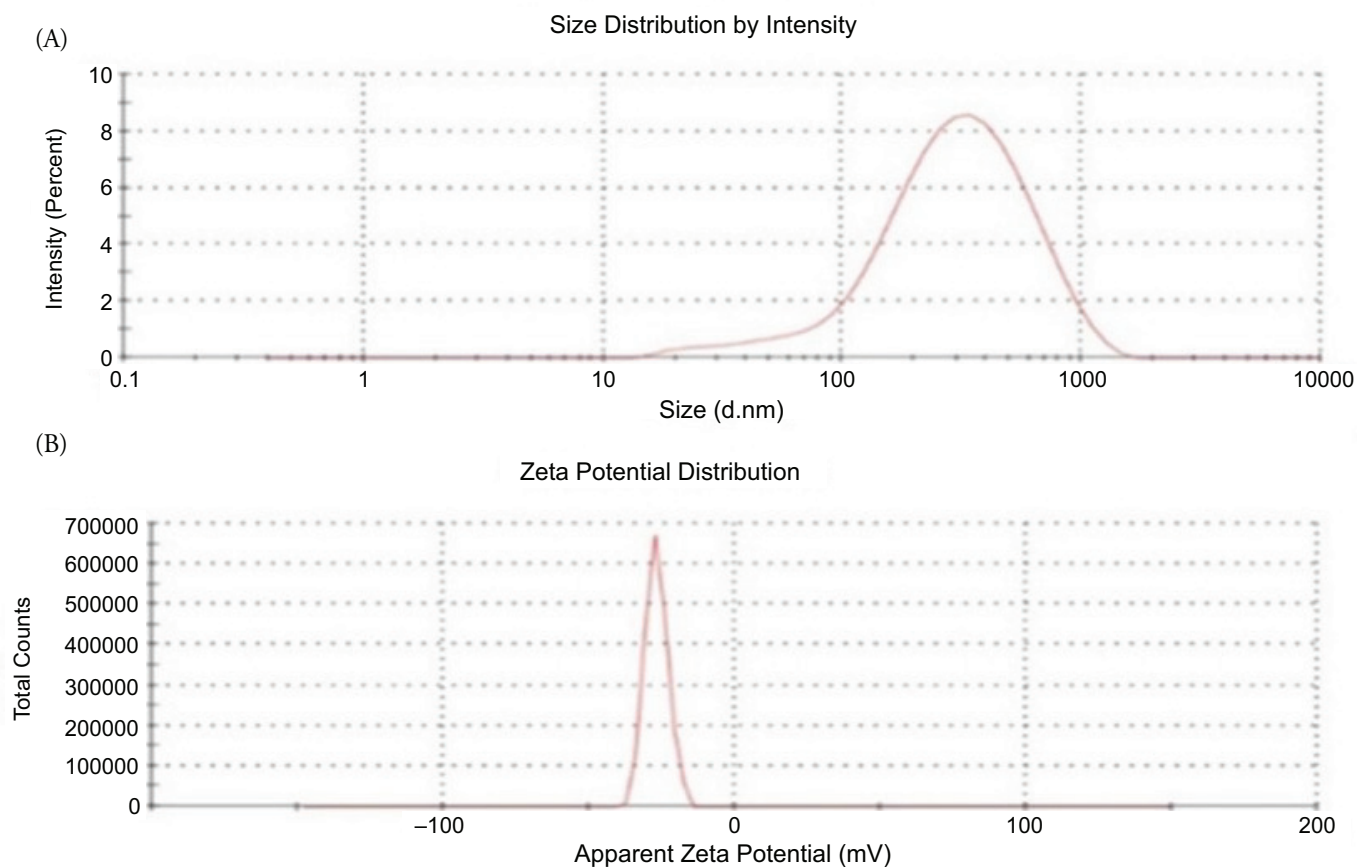 (A)
Size Distribution by Intensity
Intensity (Percent)
10
8
6
4
2
0
0.1 1 10 100 1000 10000
Size (d.nm)
(B)
Zeta Potential Distribution
Total Counts
700000
600000
500000
400000
300000
200000
100000
0
–100 0 100 200
Apparent Zeta Potential (mV)